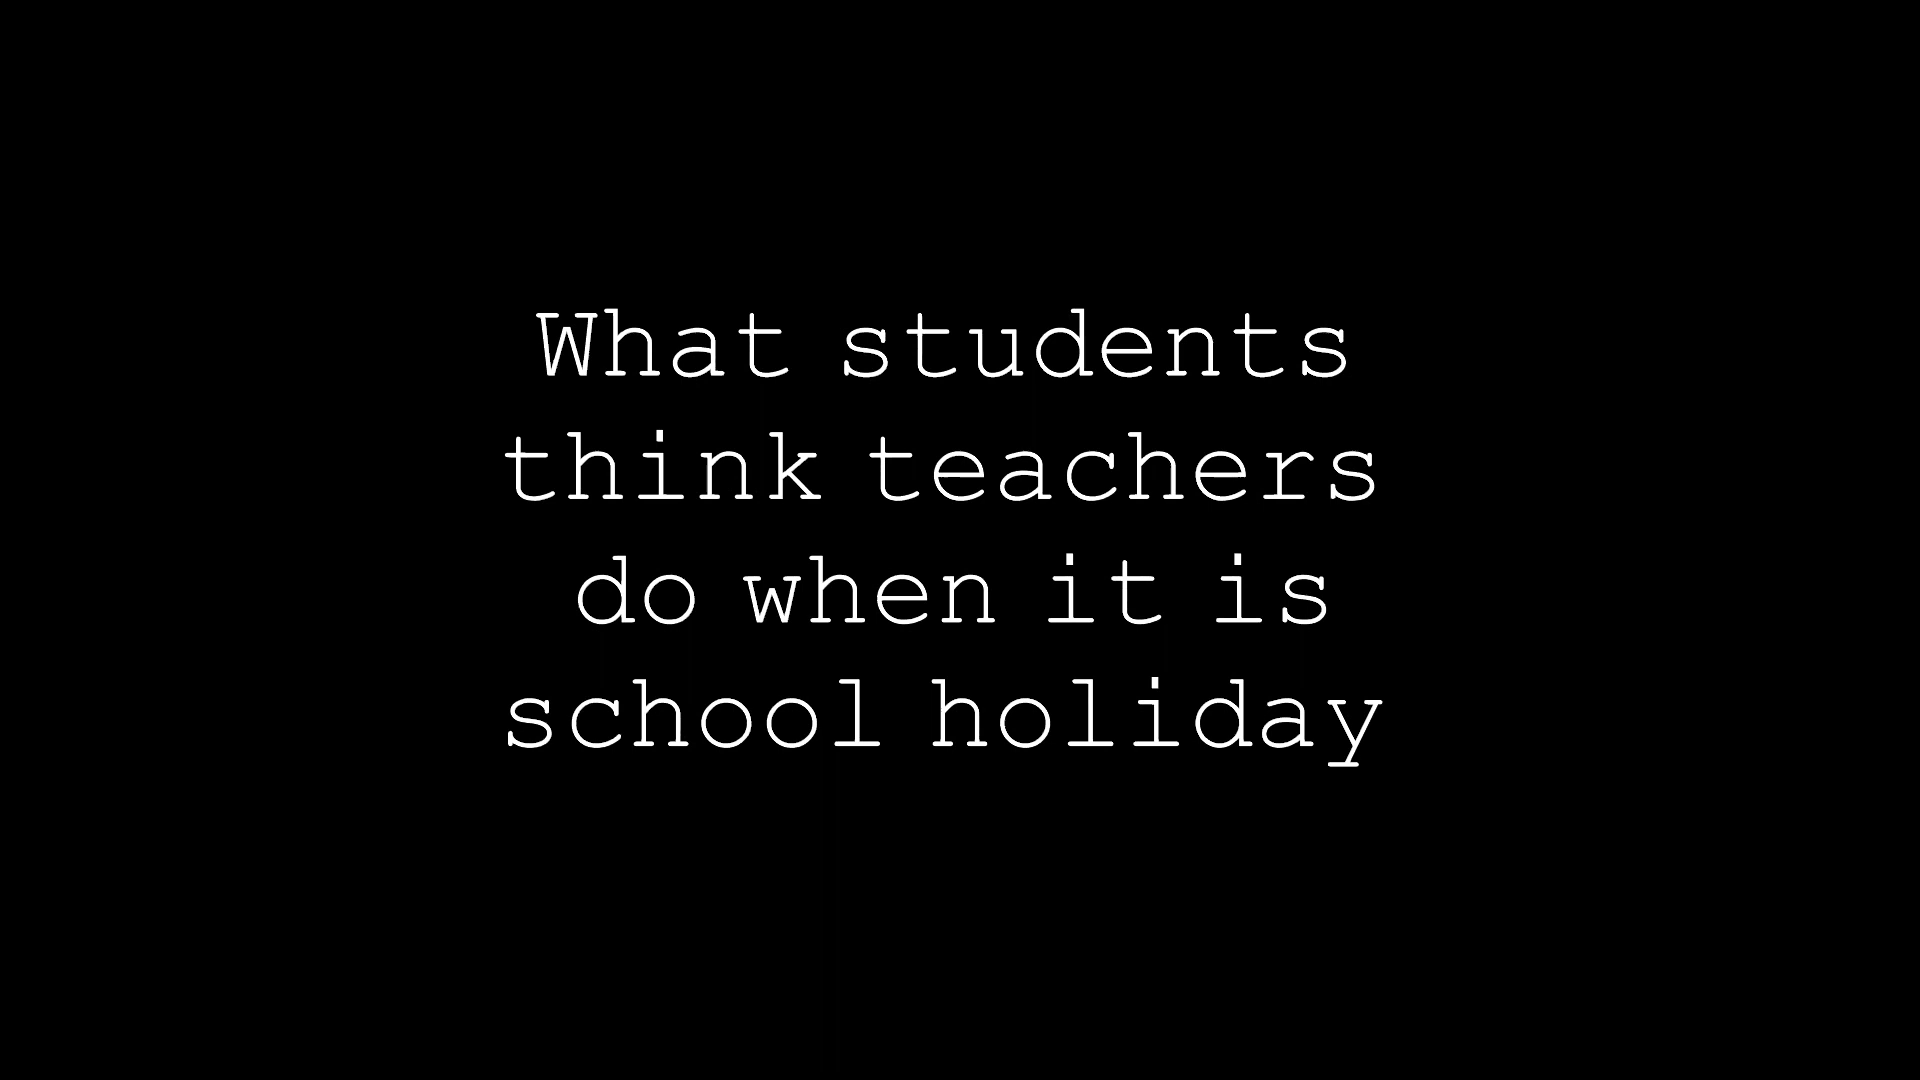 What students
think teachers
do when it is
school holiday